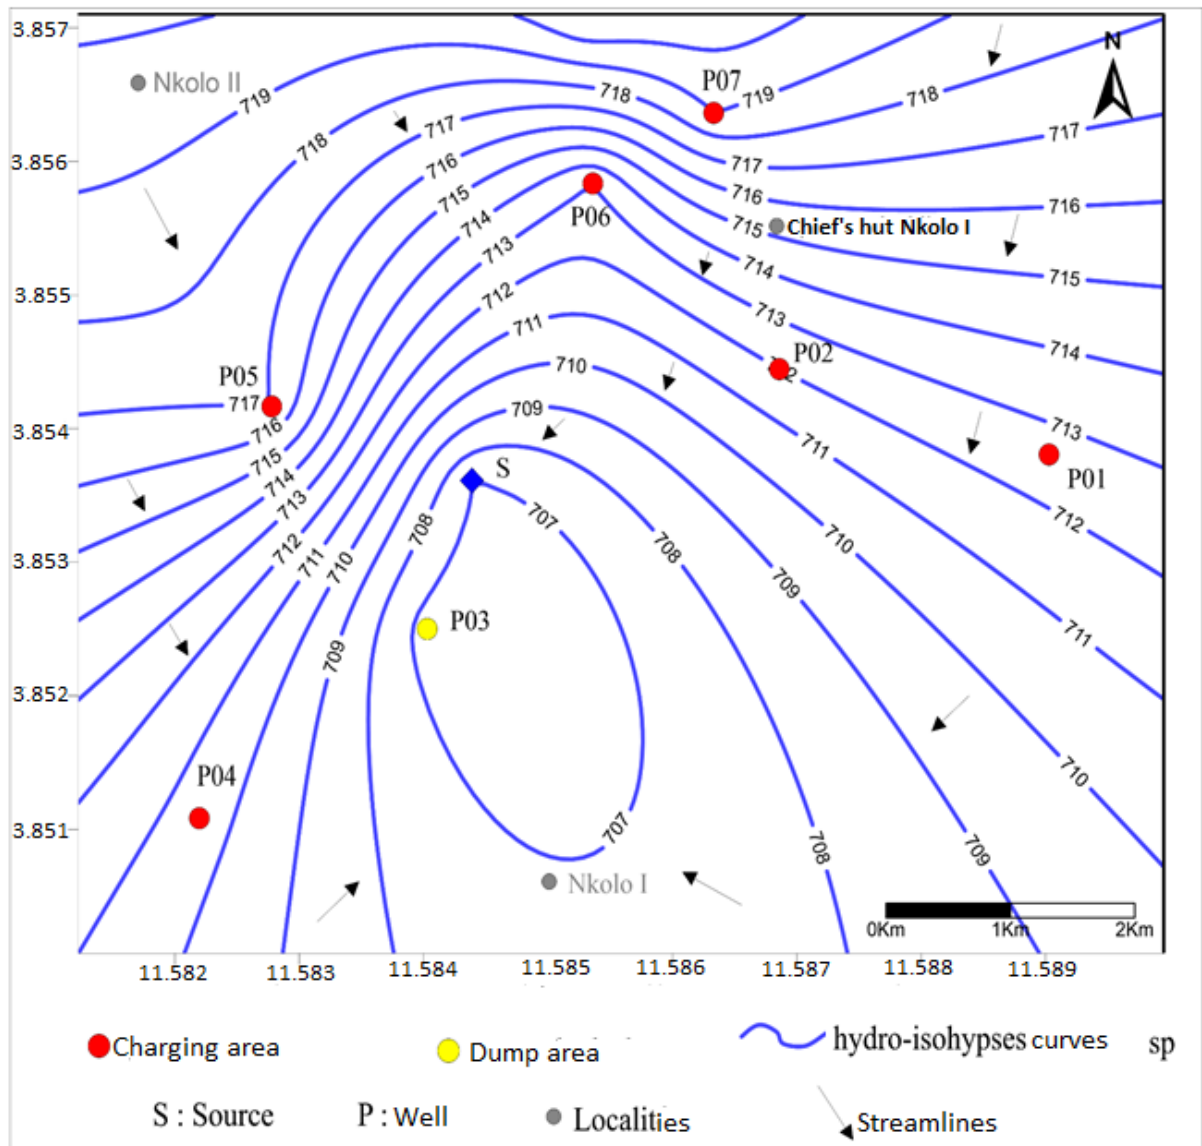 3.857
N
P07
Nkolo II
719
719
718
718
718
717
717
717
3.856
716
716
716
715
715
Chief's hut Nkolo I
P06
714
713
714
715
3.855
712
713
714
711
P02
12
710
P05
717
709
713
3.854
716
711
P01
715
S
714
712
713
707
708
710
708
712
3.853
711
710
709
P03
711
709
3.852
710
P04
707
3.851
708
709
Nkolo I
0Km 1Km 2Km
11.582 11.583 11.584 11.585 11.586 11.587 11.588 11.589
Charging area
Dump area
hydro-isohypses curves sp
S : Source
P : Well
Localities
Streamlines